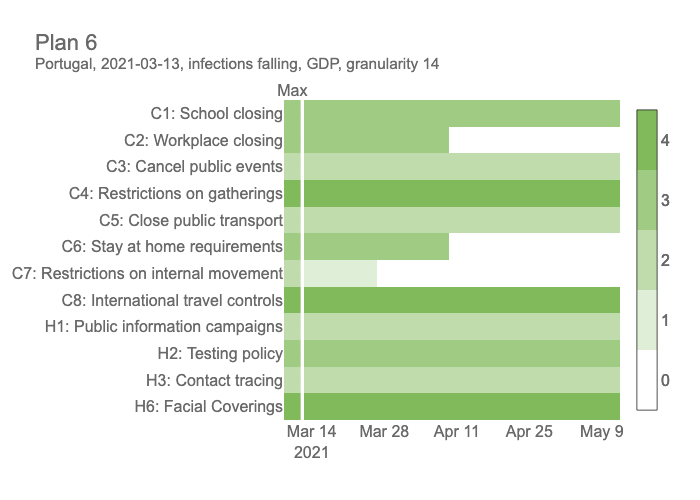 Plan 6
Portugal, 2021-03-13, infections falling, GDP, granularity 14
Max
C1: School closing
C2: Workplace closing
C3: Cancel public events
C4: Restrictions on gatherings
C5: Close public transport
C6: Stay at home requirements
C7: Restrictions on internal movement
C8: International travel controls
H1: Public information campaigns
H2: Testing policy
H3: Contact tracing
H6: Facial Coverings
4
3
2
1
0
Mar 14 Mar 28 Apr 11 Apr 25 May 9
2021